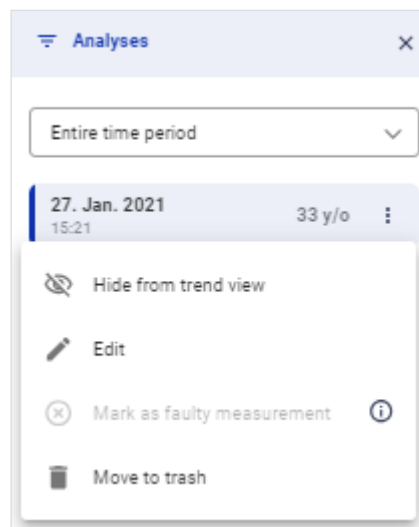 Analyses
Entire time period
27. Jan. 2021 33 y/o
15:21
Hide from trend view
Edit
Mark as faulty measurement
Move to trash